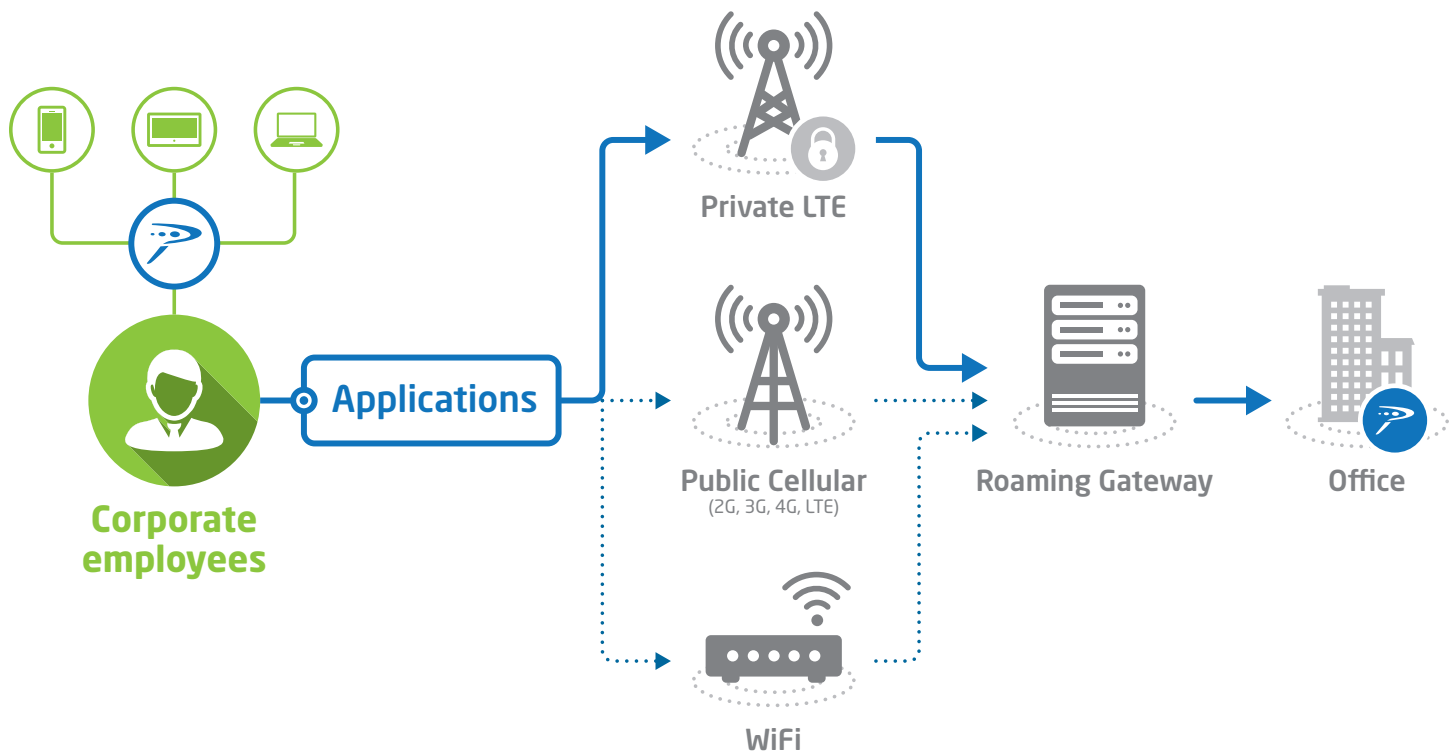 Private LTE
Applications
Public Cellular
(2G, 3G, 4G, LTE)
Roaming Gateway
Office
Corporate
employees
WiFi